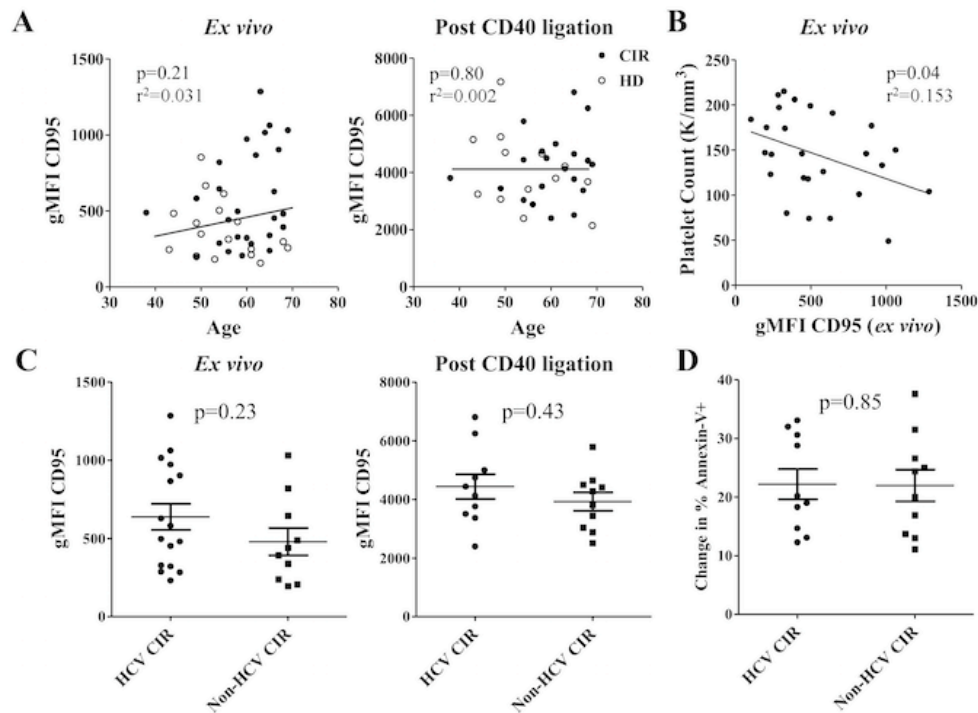 A
Ex vivo
p=0.21
r²=0.031
gMFI CD95
1500
1000
500
0
30 40 50 60 70 80
Age
Post CD40 ligation
p=0.80
r²=0.002
CIR
HD
gMFI CD95
8000
6000
4000
2000
0
30 40 50 60 70 80
Age
B
Ex vivo
p=0.04
r²=0.153
Platelet Count (K/mm³)
250
200
150
100
50
0
0 500 1000 1500
gMFI CD95 (ex vivo)
C
Ex vivo
p=0.23
gMFI CD95
1500
1000
500
0
HCV CIR
Non-HCV CIR
Post CD40 ligation
p=0.43
gMFI CD95
8000
6000
4000
2000
0
HCV CIR
Non-HCV CIR
D
p=0.85
Change in % Annexin-V+
40
30
20
10
0
HCV CIR
Non-HCV CIR